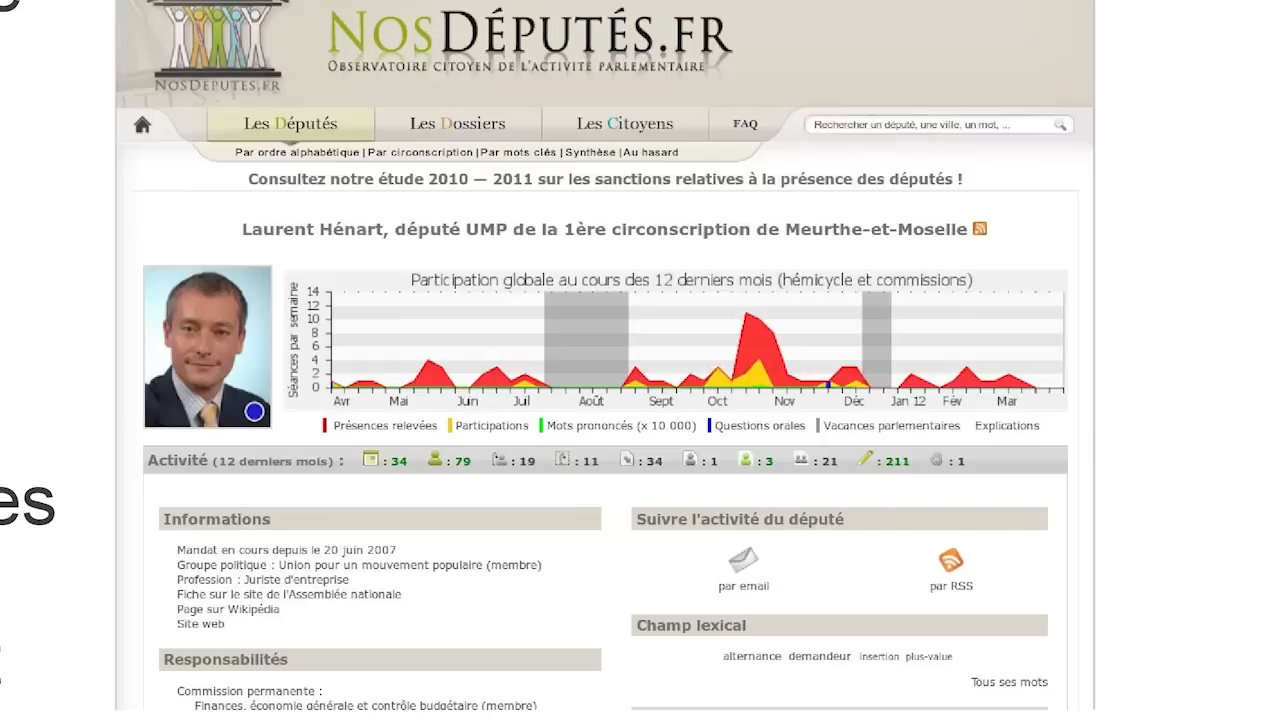 NOSDÉPUTÉS.FR
OBSERVATOIRE CITOYEN DE L'ACTIVITÉ PARLEMENTAIRE
NOSDEPUTES.FR
Les Députés
Les Dossiers
Les Citoyens
FAQ
Rechercher un député, une ville, un mot, ...
Par ordre alphabétique | Par circonscription | Par mots clés | Synthèse | Au hasard
Consultez notre étude 2010 — 2011 sur les sanctions relatives à la présence des députés !
Laurent Hénart, député UMP de la 1ère circonscription de Meurthe-et-Moselle
Participation globale au cours des 12 derniers mois (hémicycle et commissions)
Séances par semaine
14
12
10
8
6
4
2
0
Avr Mai Juin Juil Août Sept Oct Nov Déc Jan 12 Fév Mar
Présences relevées Participations Mots prononcés (x 10 000) Questions orales Vacances parlementaires Explications
Activité (12 derniers mois) : : 34 : 79 : 19 : 11 : 34 : 1 : 3 : 21 : 211 : 1
Informations
Mandat en cours depuis le 20 juin 2007
Groupe politique : Union pour un mouvement populaire (membre)
Profession : Juriste d'entreprise
Fiche sur le site de l'Assemblée nationale
Page sur Wikipédia
Site web
Responsabilités
Commission permanente :
Finances, économie générale et contrôle budgétaire (membre)
Suivre l'activité du député
par email
par RSS
Champ lexical
alternance demandeur insertion plus-value
Tous ses mots
es